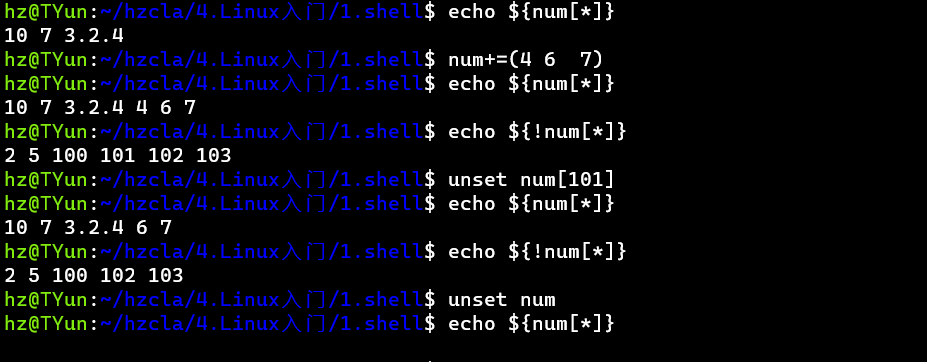 hz@TYun:~/hzcla/4.Linux入门/1.shell$ echo ${num[*]}
10 7 3.2.4
hz@TYun:~/hzcla/4.Linux入门/1.shell$ num+=(4 6  7)
hz@TYun:~/hzcla/4.Linux入门/1.shell$ echo ${num[*]}
10 7 3.2.4 4 6 7
hz@TYun:~/hzcla/4.Linux入门/1.shell$ echo ${!num[*]}
2 5 100 101 102 103
hz@TYun:~/hzcla/4.Linux入门/1.shell$ unset num[101]
hz@TYun:~/hzcla/4.Linux入门/1.shell$ echo ${num[*]}
10 7 3.2.4 6 7
hz@TYun:~/hzcla/4.Linux入门/1.shell$ echo ${!num[*]}
2 5 100 102 103
hz@TYun:~/hzcla/4.Linux入门/1.shell$ unset num
hz@TYun:~/hzcla/4.Linux入门/1.shell$ echo ${num[*]}